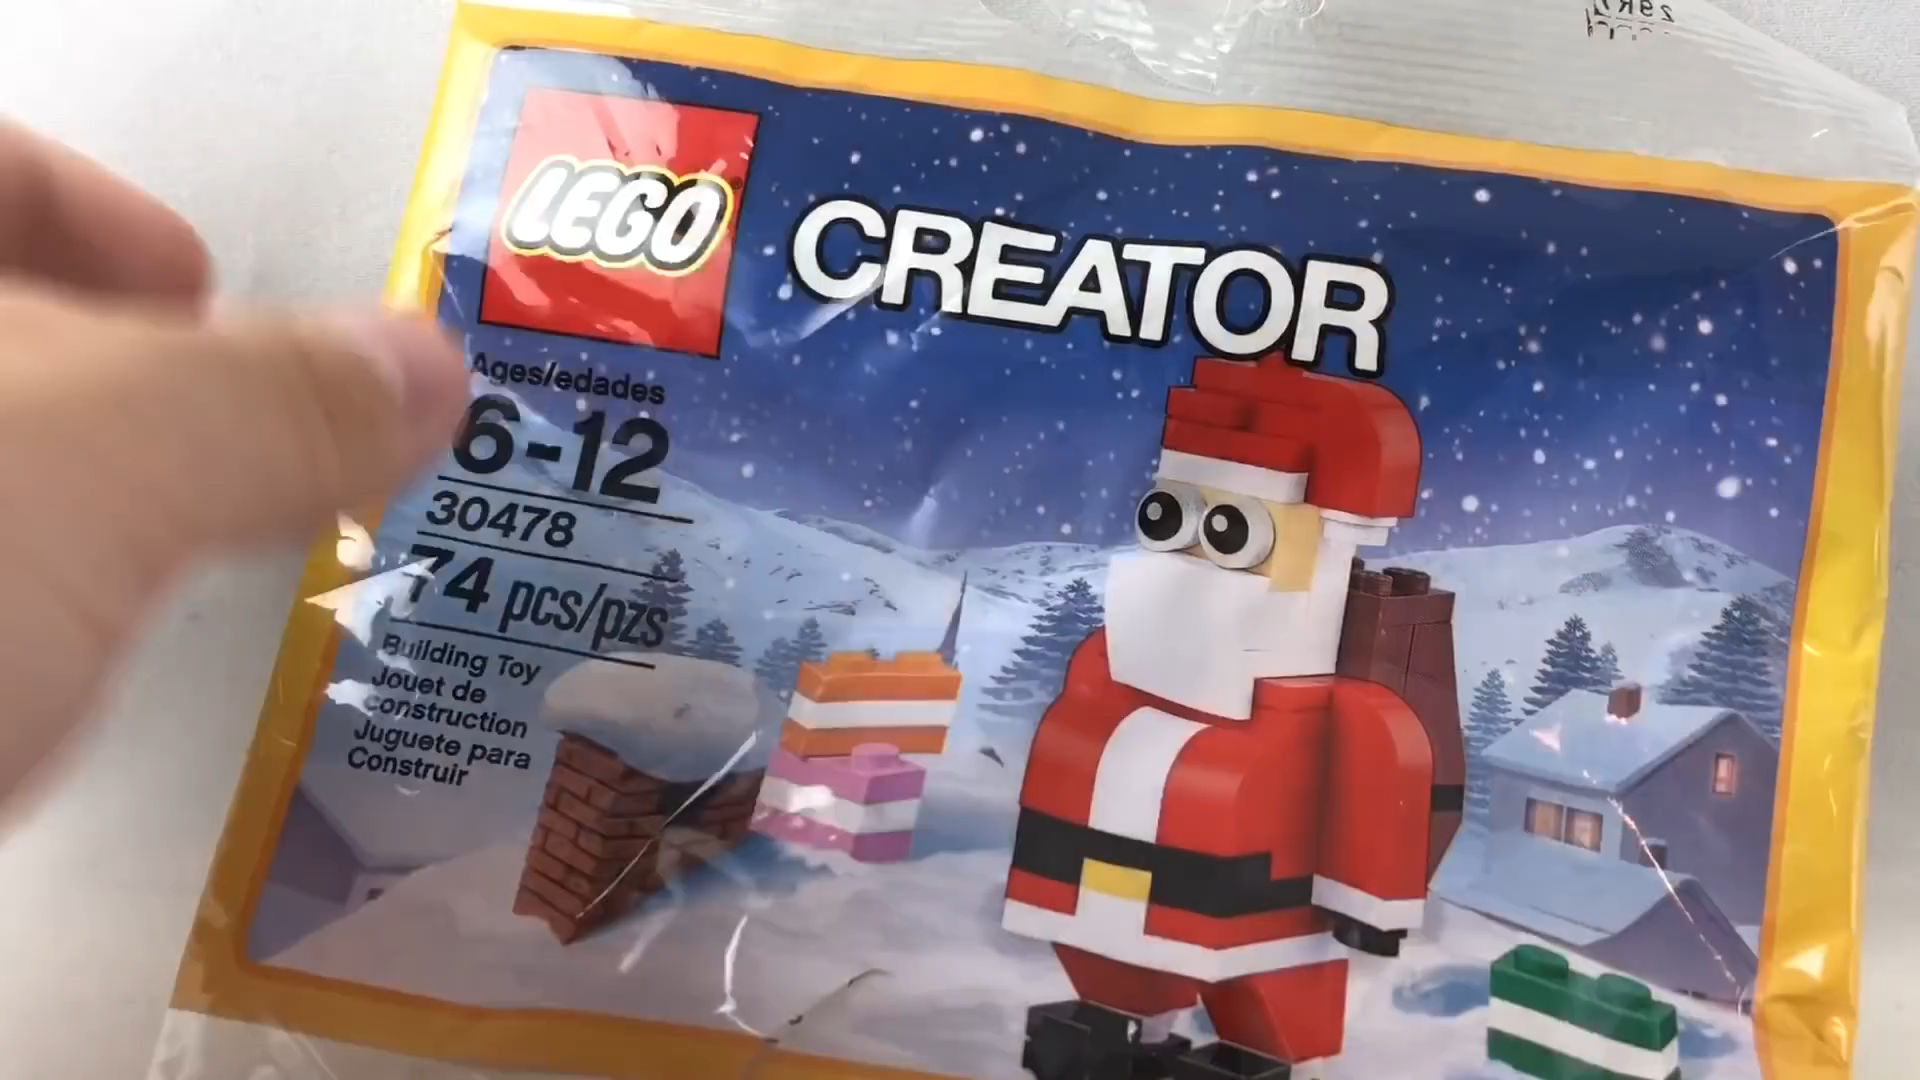 LEGO
CREATOR
Ages/edades
6-12
30478
74 pcs/pzs
Building Toy
Jouet de
construction
Juguete para
Construir